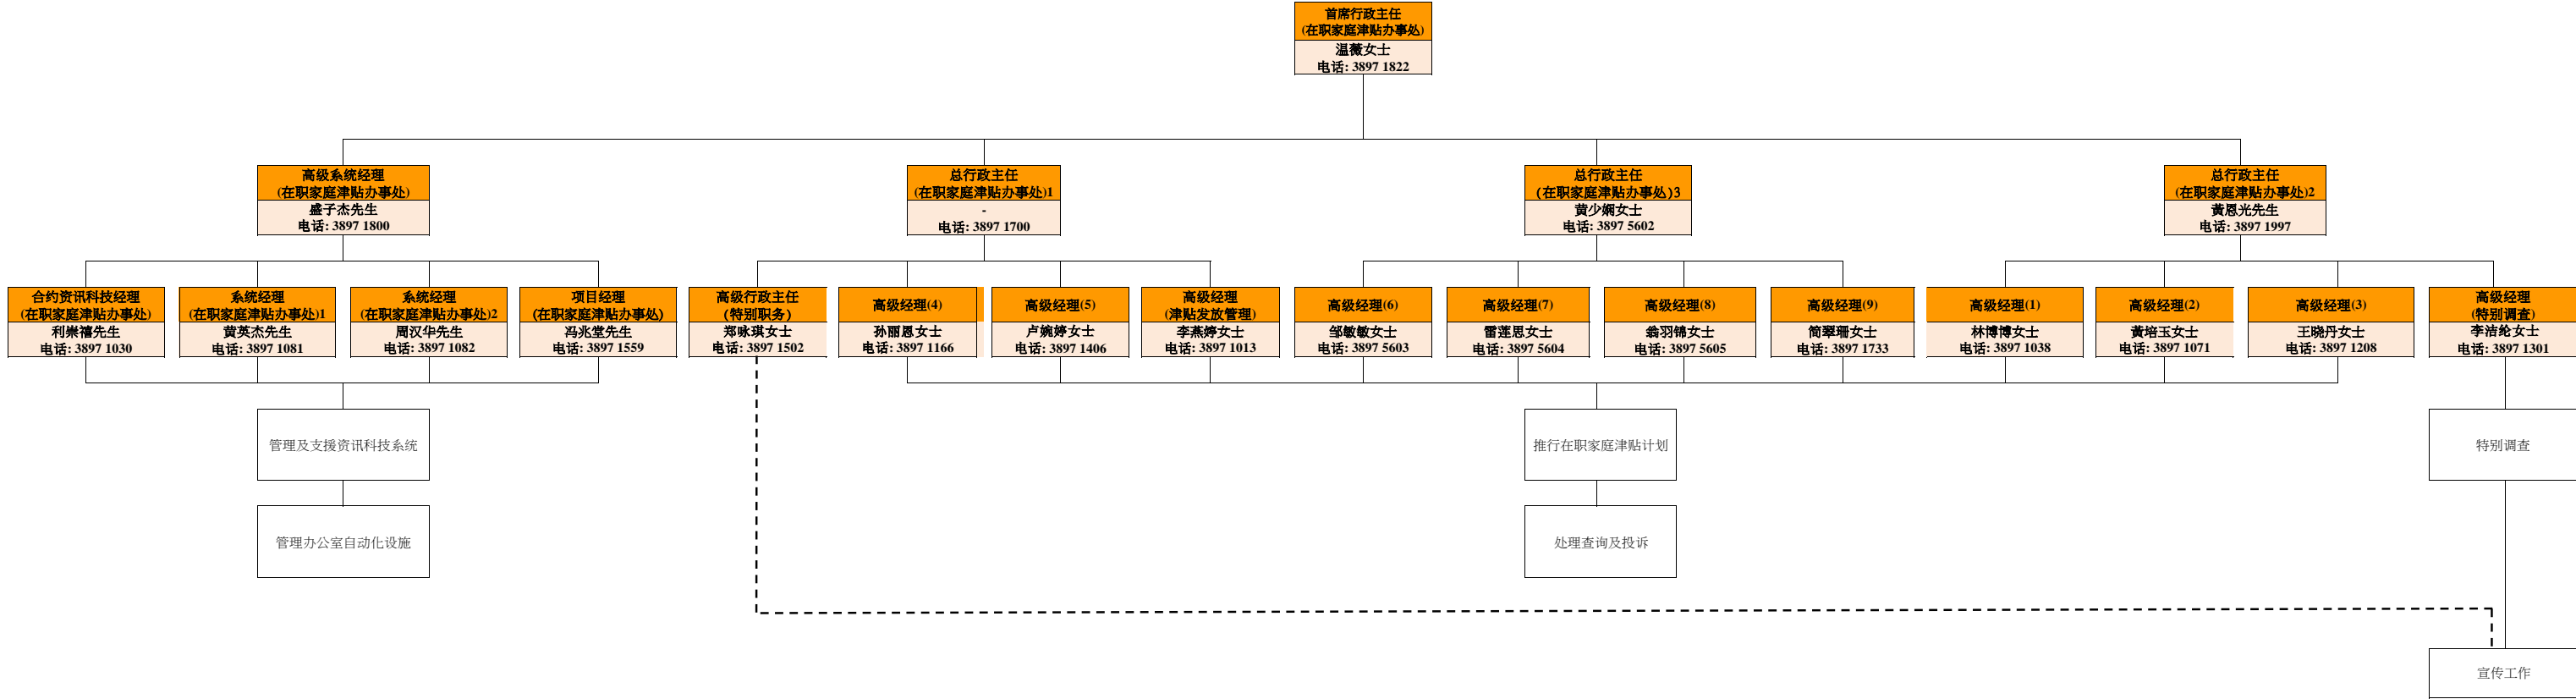 首席行政主任
(在职家庭津贴办事处)
温薇女士
电话: 3897 1822
高级系统经理
(在职家庭津贴办事处)
盛子杰先生
电话: 3897 1800
总行政主任
(在职家庭津贴办事处)1
-
电话: 3897 1700
总行政主任
(在职家庭津贴办事处)3
黄少娴女士
电话: 3897 5602
总行政主任
(在职家庭津贴办事处)2
黃恩光先生
电话: 3897 1997
合约资讯科技经理
(在职家庭津贴办事处)
利崇禧先生
电话: 3897 1030
系统经理
(在职家庭津贴办事处)1
黄英杰先生
电话: 3897 1081
系统经理
(在职家庭津贴办事处)2
周汉华先生
电话: 3897 1082
项目经理
(在职家庭津贴办事处)
冯兆堂先生
电话: 3897 1559
高级行政主任
(特别职务)
郑咏琪女士
电话: 3897 1502
高级经理(4)
孙丽恩女士
电话: 3897 1166
高级经理(5)
卢婉婷女士
电话: 3897 1406
高级经理
(津贴发放管理)
李燕婷女士
电话: 3897 1013
高级经理(6)
邹敏敏女士
电话: 3897 5603
高级经理(7)
雷莲思女士
电话: 3897 5604
高级经理(8)
翁羽锦女士
电话: 3897 5605
高级经理(9)
简翠珊女士
电话: 3897 1733
高级经理(1)
林博博女士
电话: 3897 1038
高级经理(2)
黃培玉女士
电话: 3897 1071
高级经理(3)
王晓丹女士
电话: 3897 1208
高级经理
(特别调查)
李洁纶女士
电话: 3897 1301
管理及支援资讯科技系统
推行在职家庭津贴计划
特别调查
管理办公室自动化设施
处理查询及投诉
宣传工作